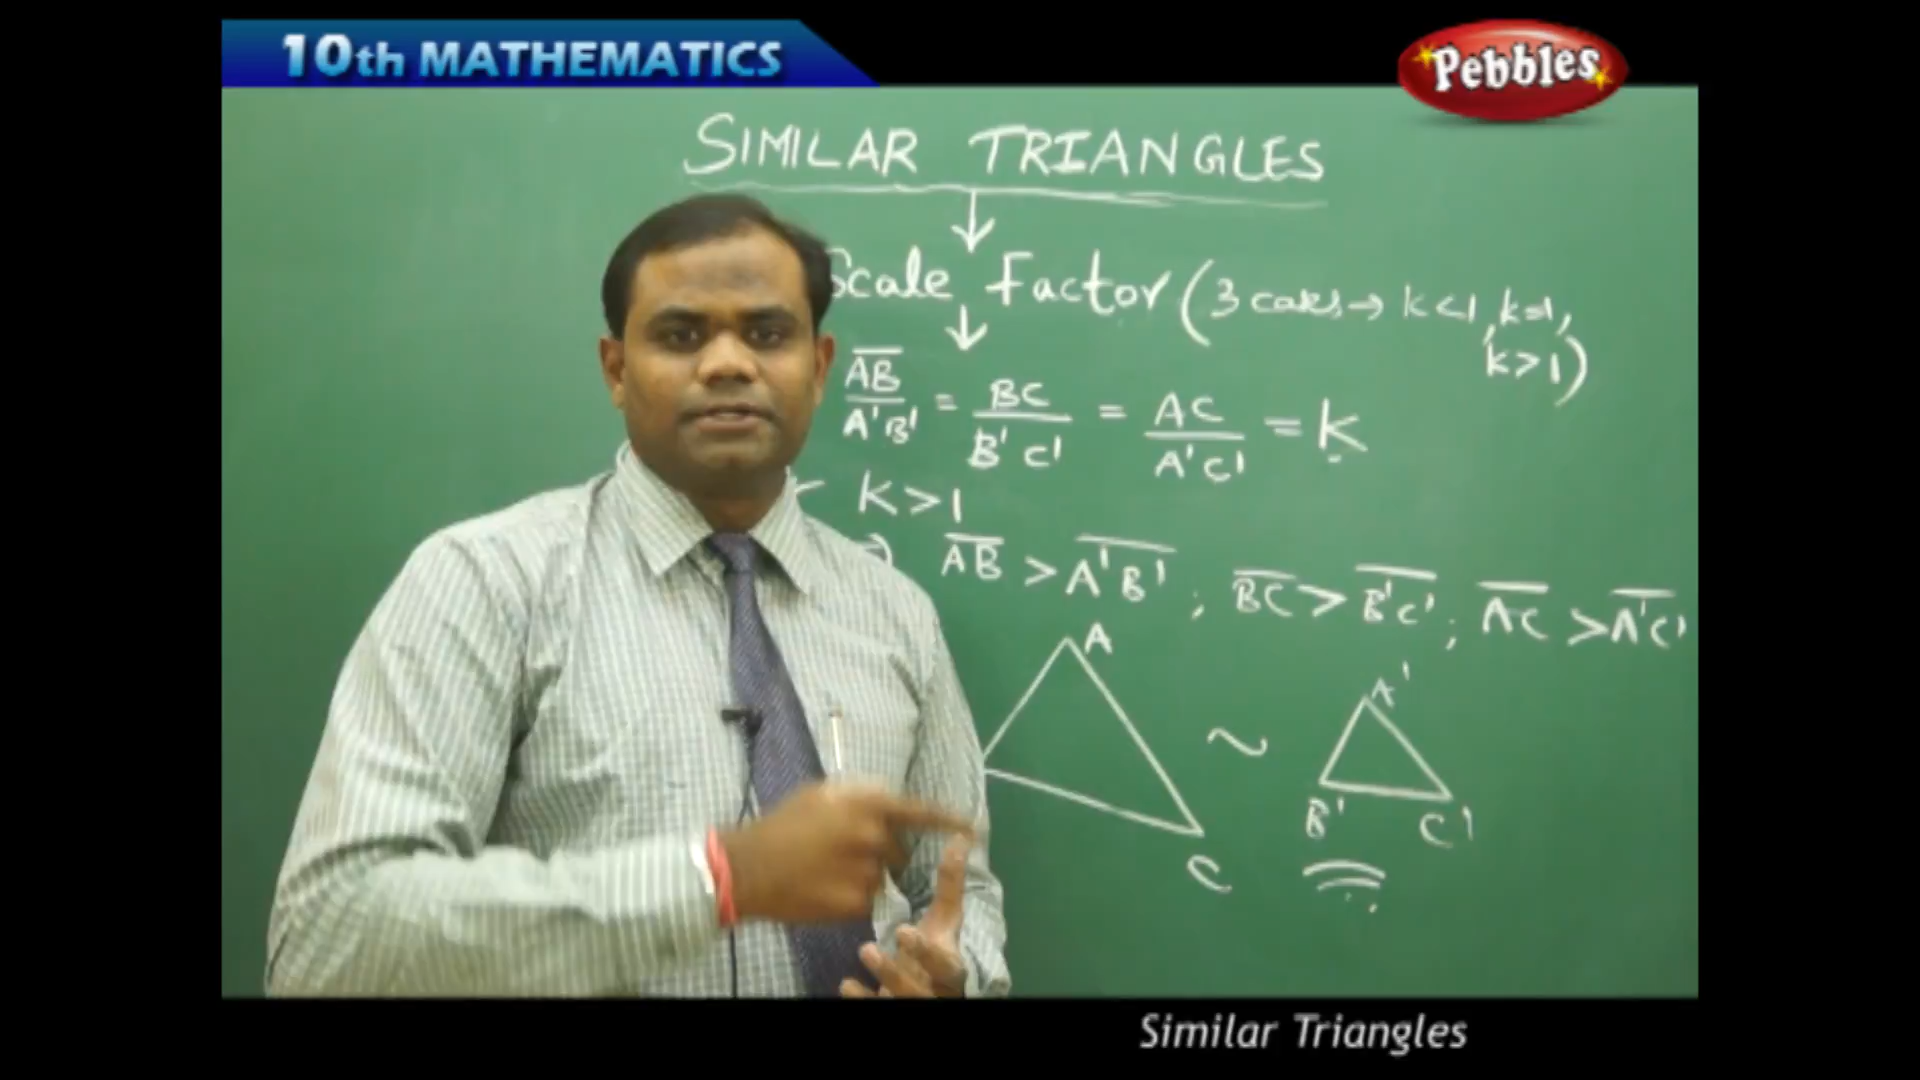 10th MATHEMATICS
Pebbles
SIMILAR TRIANGLES
Scale Factor (3 cases → k<1, k=1,
k>1)
AB/A'B' = BC/B'C' = AC/A'C' = K
K>1
AB > A'B' ; BC > B'C' ; AC > A'C'
A
A'
~
B' C'
C
Similar Triangles